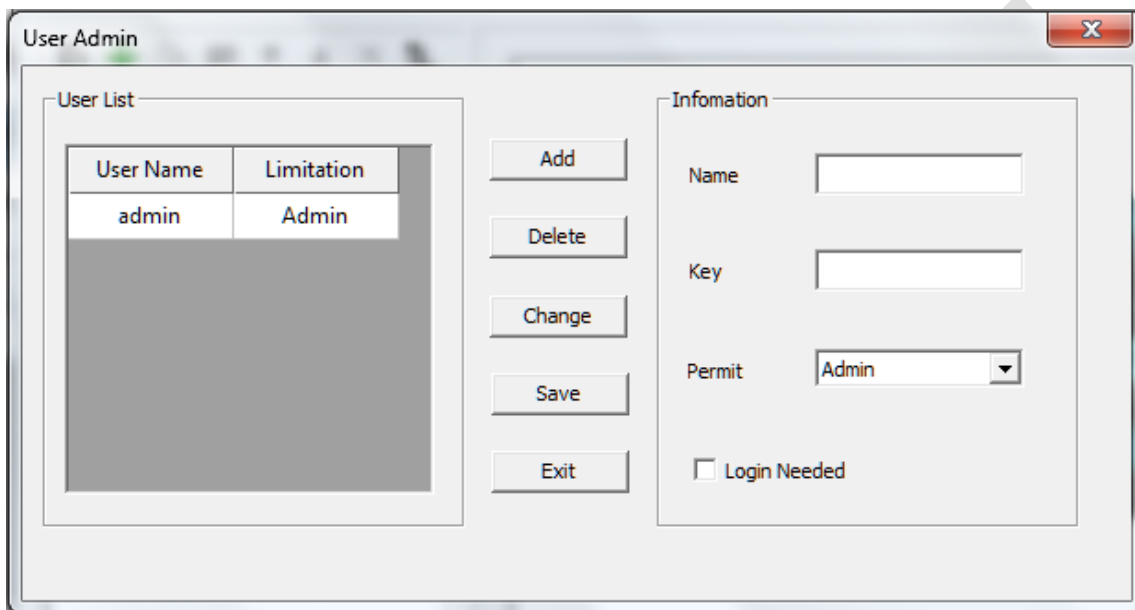 User Admin
User List
User Name Limitation
admin Admin
Add
Delete
Change
Save
Exit
Infomation
Name
Key
Permit Admin
Login Needed